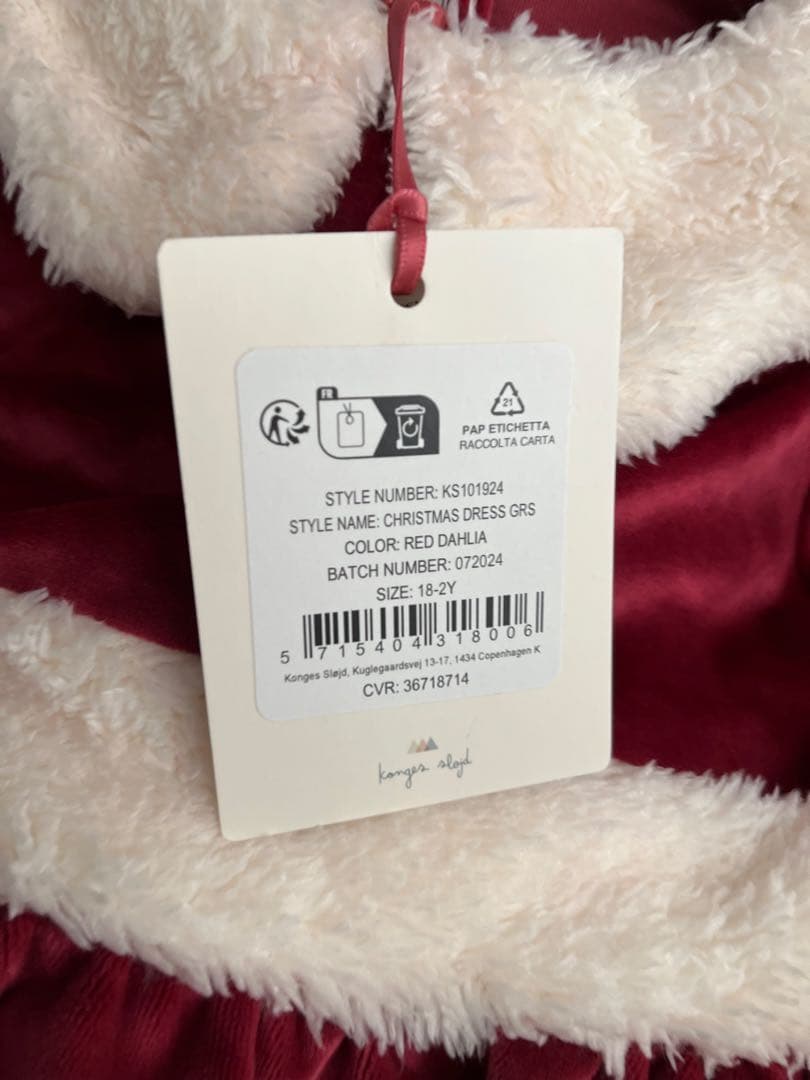 FR
21
PAP ETICHETTA
RACCOLTA CARTA
STYLE NUMBER: KS101924
STYLE NAME: CHRISTMAS DRESS GRS
COLOR: RED DAHLIA
BATCH NUMBER: 072024
SIZE: 18-2Y
5 715404 318006
Konges Sløjd, Kuglegaardsvej 13-17, 1434 Copenhagen K
CVR: 36718714
konges sløjd